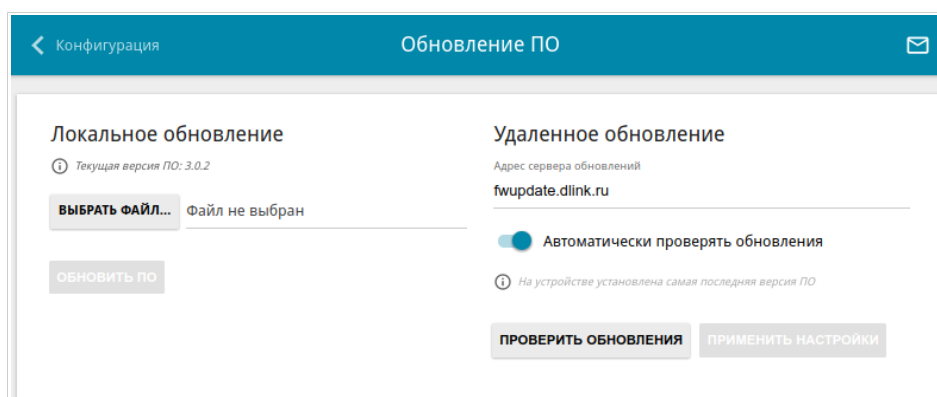 Конфигурация
Обновление ПО
Локальное обновление
Текущая версия ПО: 3.0.2
ВЫБРАТЬ ФАЙЛ... Файл не выбран
ОБНОВИТЬ ПО
Удаленное обновление
Адрес сервера обновлений
fwupdate.dlink.ru
Автоматически проверять обновления
На устройстве установлена самая последняя версия ПО
ПРОВЕРИТЬ ОБНОВЛЕНИЯ ПРИМЕНИТЬ НАСТРОЙКИ